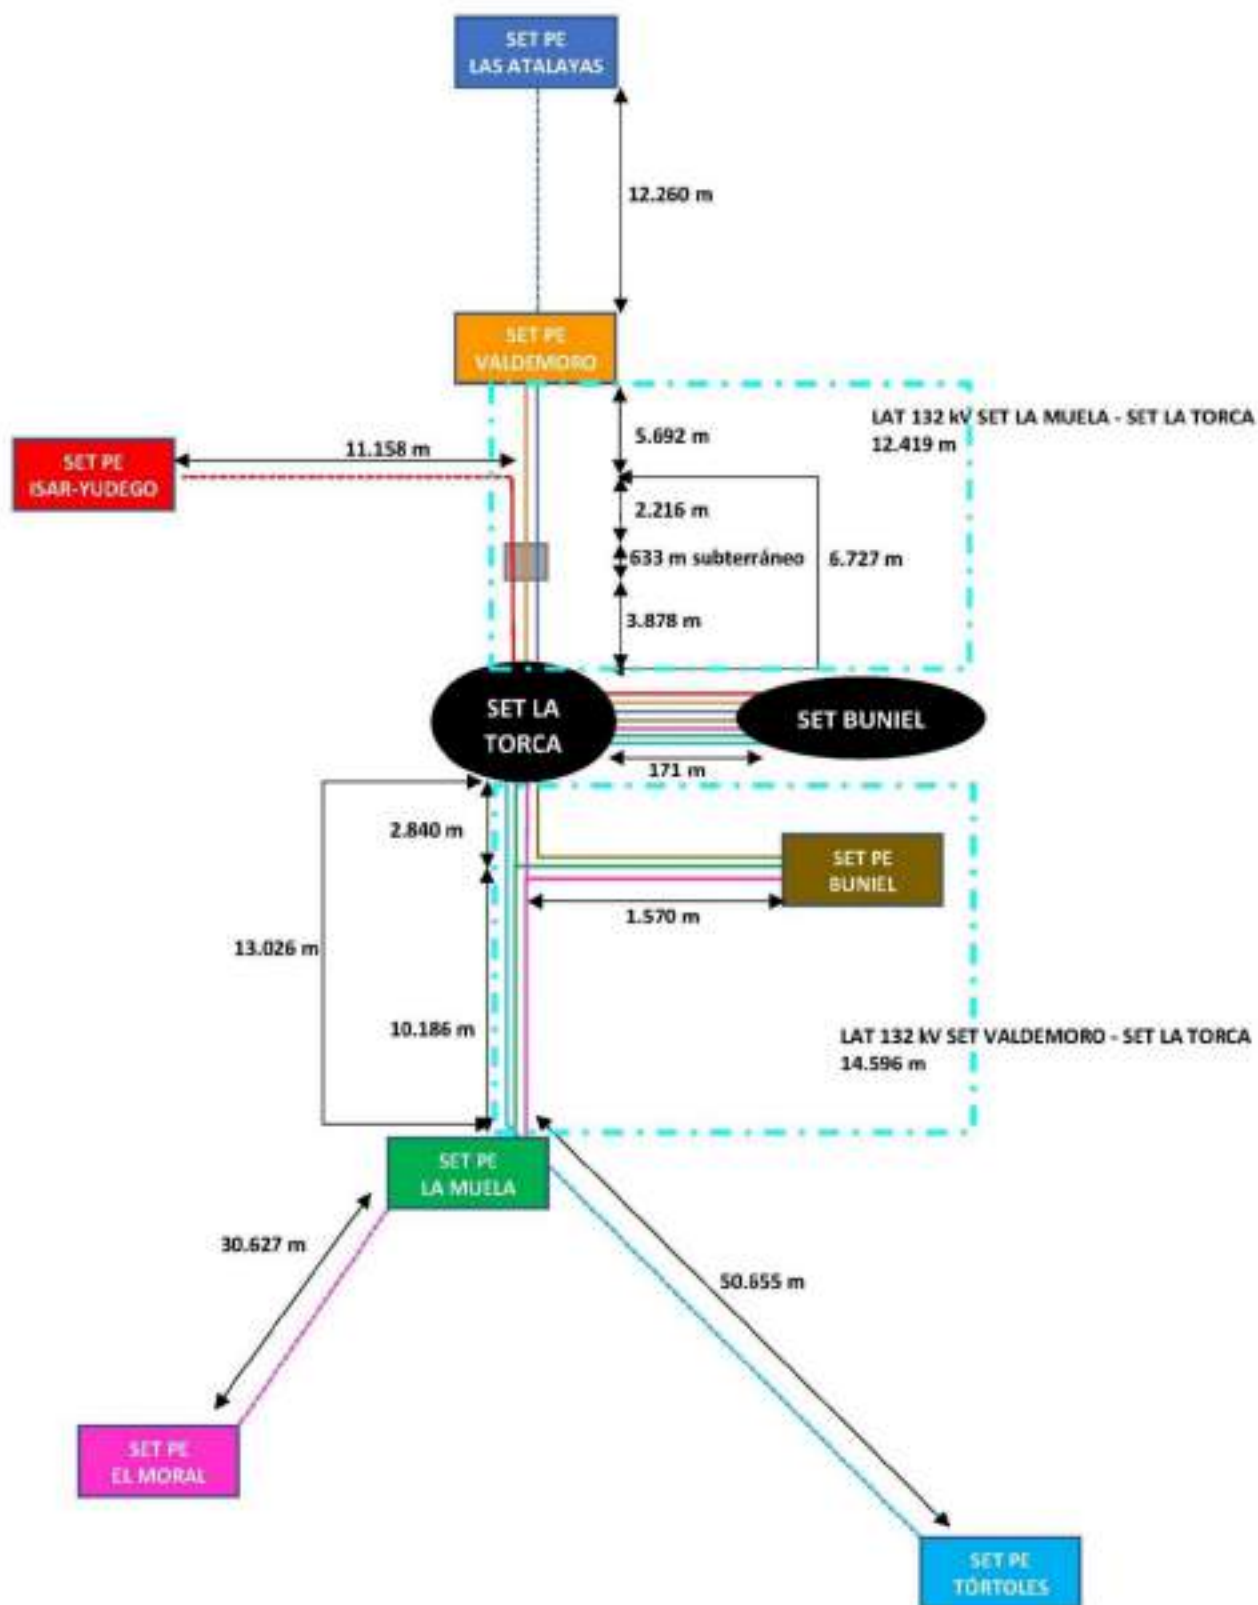 SET PE
LAS ATALAYAS
12.260 m
SET PE
VALDEMORO
LAT 132 kV SET LA MUELA - SET LA TORCA
12.419 m
5.692 m
11.158 m
SET PE
ISAR-YUDEGO
2.216 m
633 m subterráneo
6.727 m
3.878 m
SET LA
TORCA
SET BUNIEL
171 m
2.840 m
SET PE
BUNIEL
1.570 m
13.026 m
10.186 m
LAT 132 kV SET VALDEMORO - SET LA TORCA
14.596 m
SET PE
LA MUELA
30.627 m
50.655 m
SET PE
EL MORAL
SET PE
TÓRTOLES